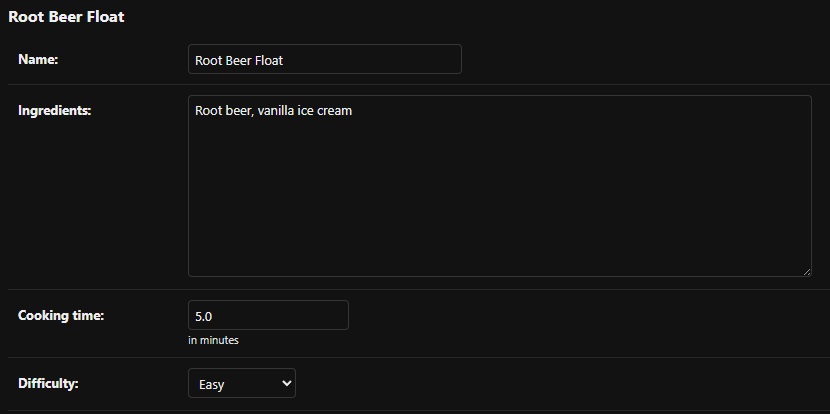 Root Beer Float
Name:
Root Beer Float
Ingredients:
Root beer, vanilla ice cream
Cooking time:
5.0
in minutes
Difficulty:
Easy